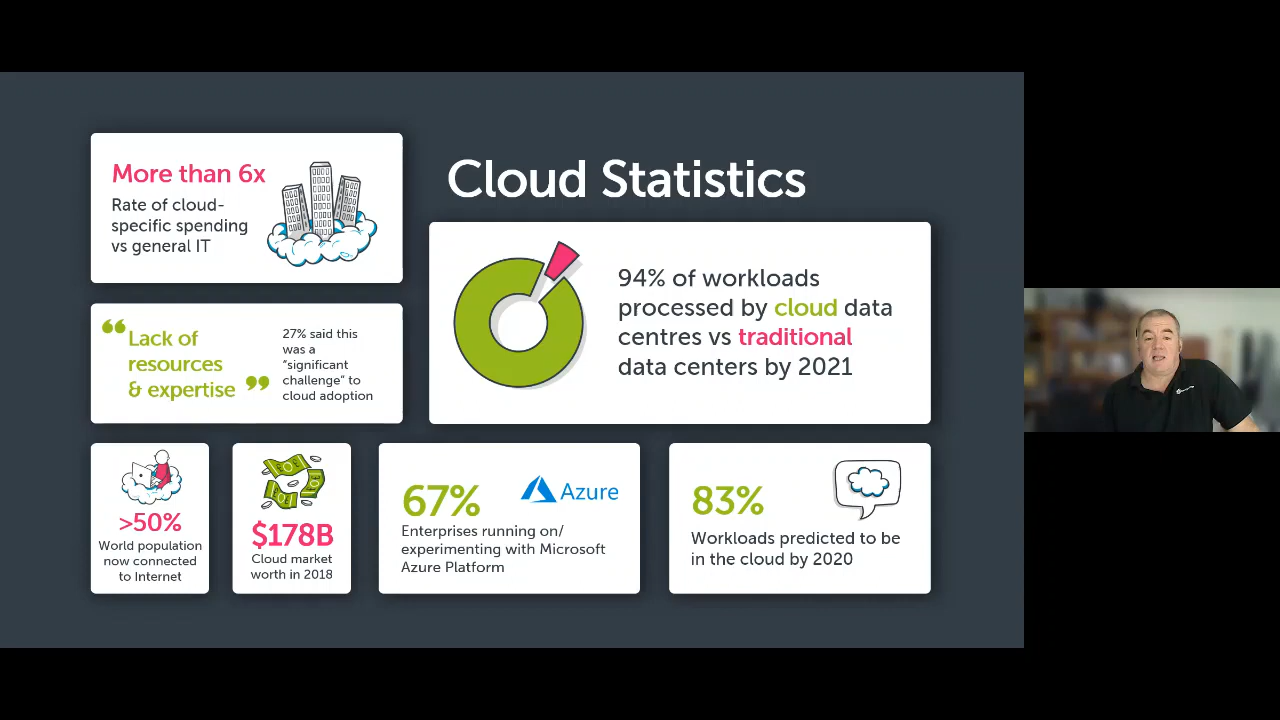 Cloud Statistics
More than 6x
Rate of cloud-
specific spending
vs general IT
94% of workloads
processed by cloud data
centres vs traditional
data centers by 2021
“ Lack of
resources
& expertise ”
27% said this
was a
“significant
challenge” to
cloud adoption
>50%
World population
now connected
to Internet
$178B
Cloud market
worth in 2018
67%
Azure
Enterprises running on/
experimenting with Microsoft
Azure Platform
83%
Workloads predicted to be
in the cloud by 2020